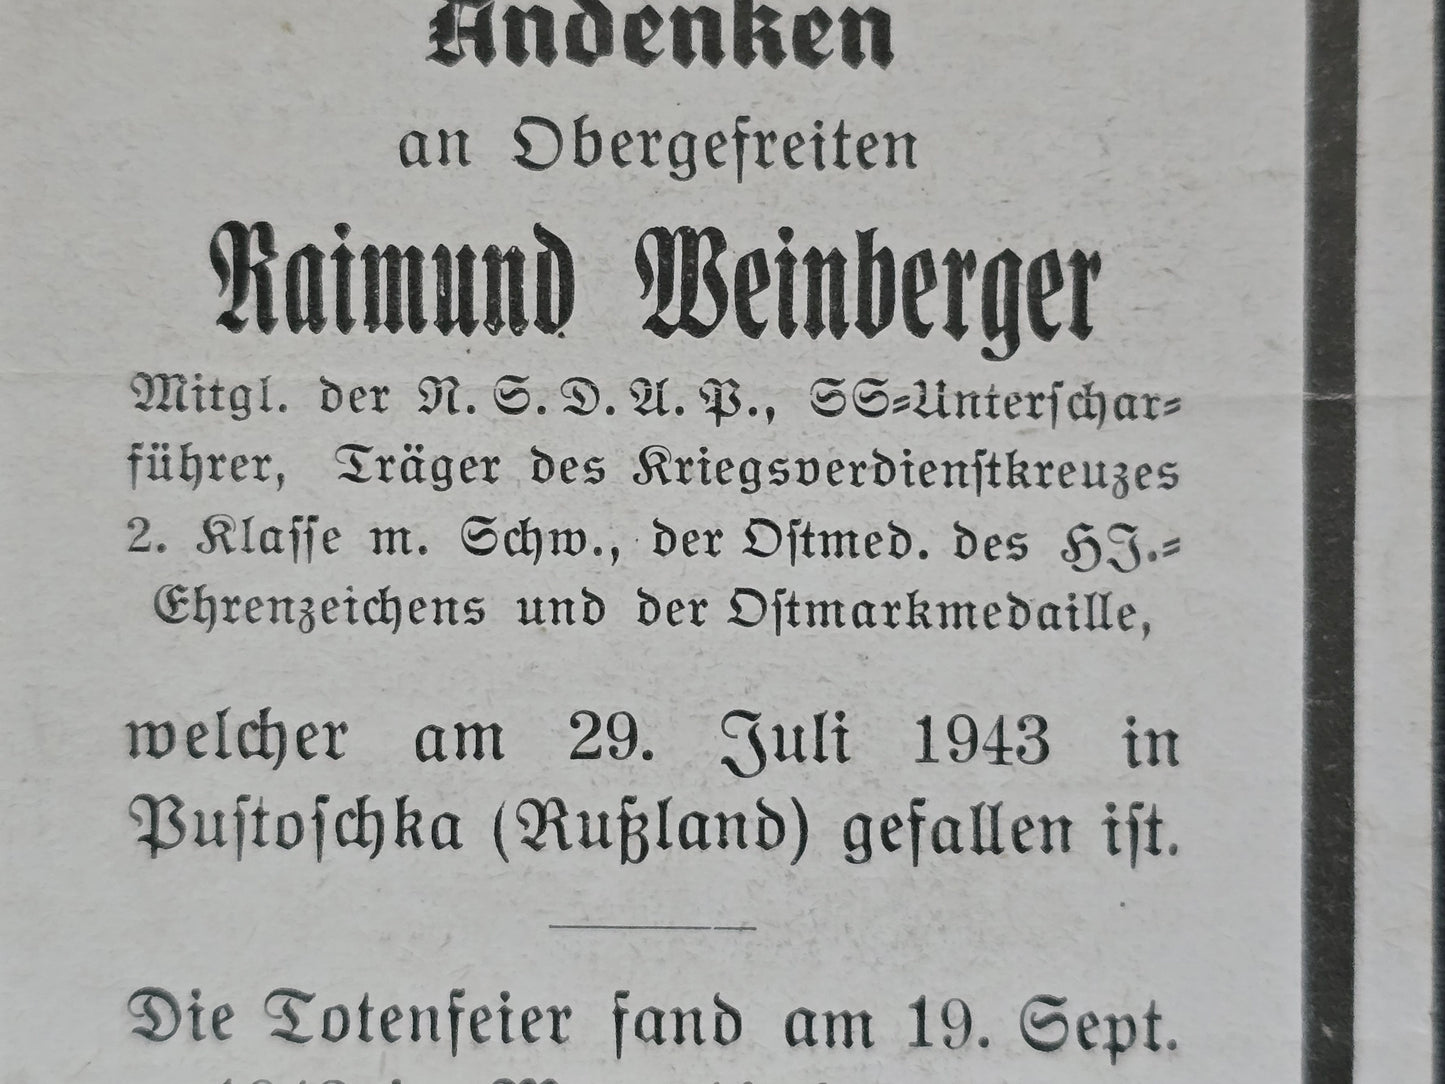 Andenken
an Obergefreiten
Raimund Weinberger
Mitgl. der N. S. D. A. P., SS=Unterschar=
führer, Träger des Kriegsverdienstkreuzes
2. Klasse m. Schw., der Ostmed. des HJ.=
Ehrenzeichens und der Ostmarkmedaille,
welcher am 29. Juli 1943 in
Pustoschka (Rußland) gefallen ist.
Die Totenfeier fand am 19. Sept.